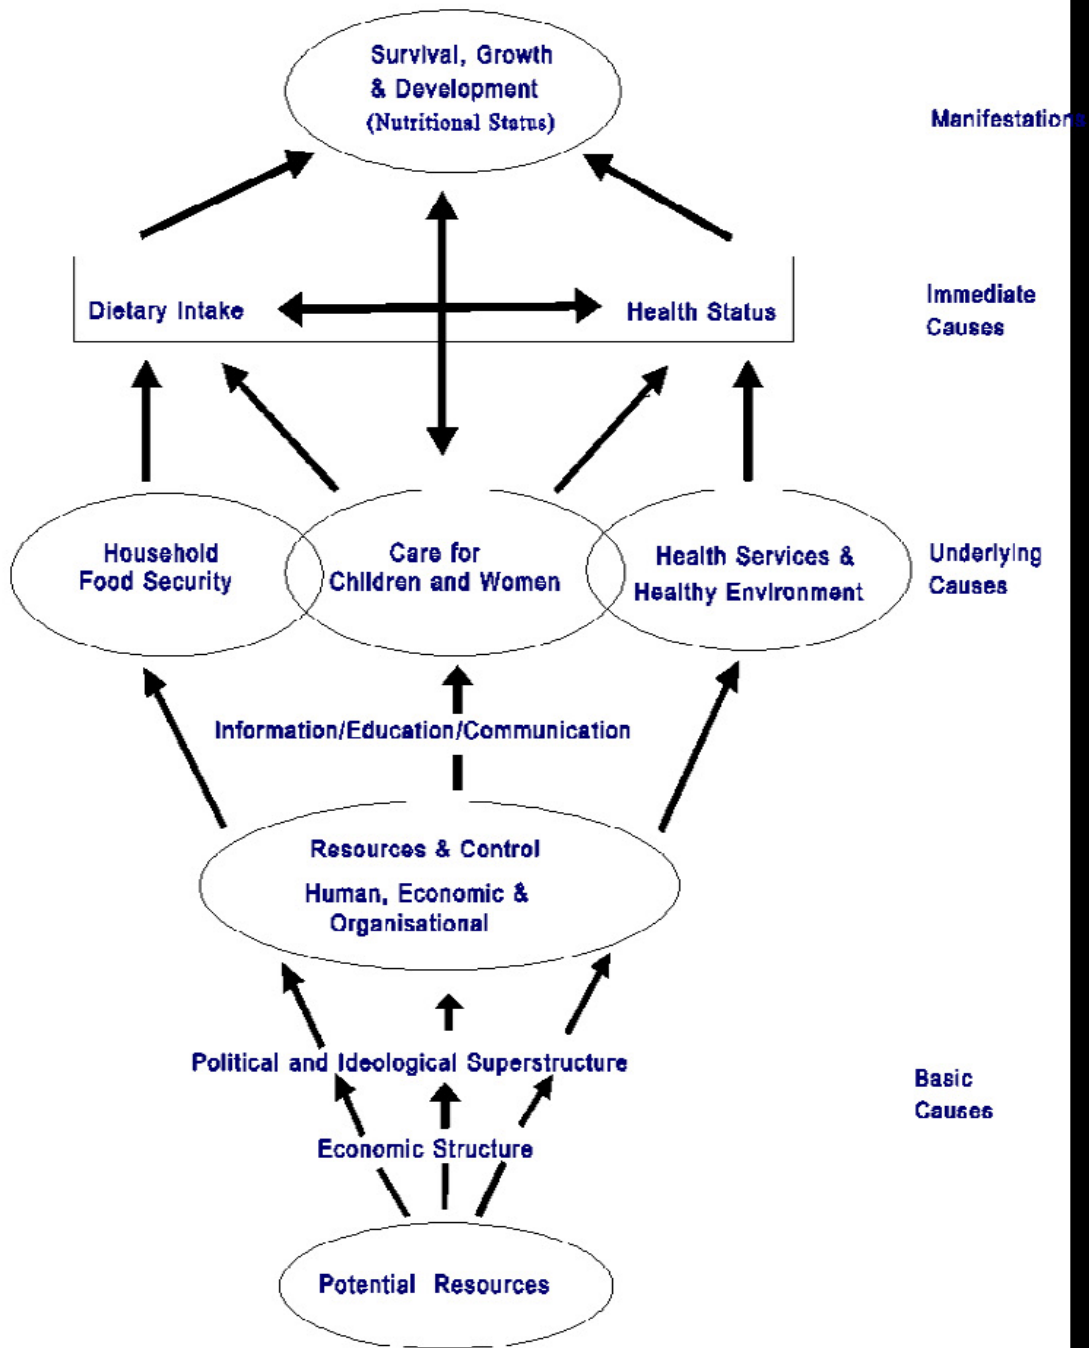 Survival, Growth
& Development
(Nutritional Status)
Manifestations
Dietary Intake
Health Status
Immediate
Causes
Household
Food Security
Care for
Children and Women
Health Services &
Healthy Environment
Underlying
Causes
Information/Education/Communication
Resources & Control
Human, Economic &
Organisational
Political and Ideological Superstructure
Basic
Causes
Economic Structure
Potential Resources